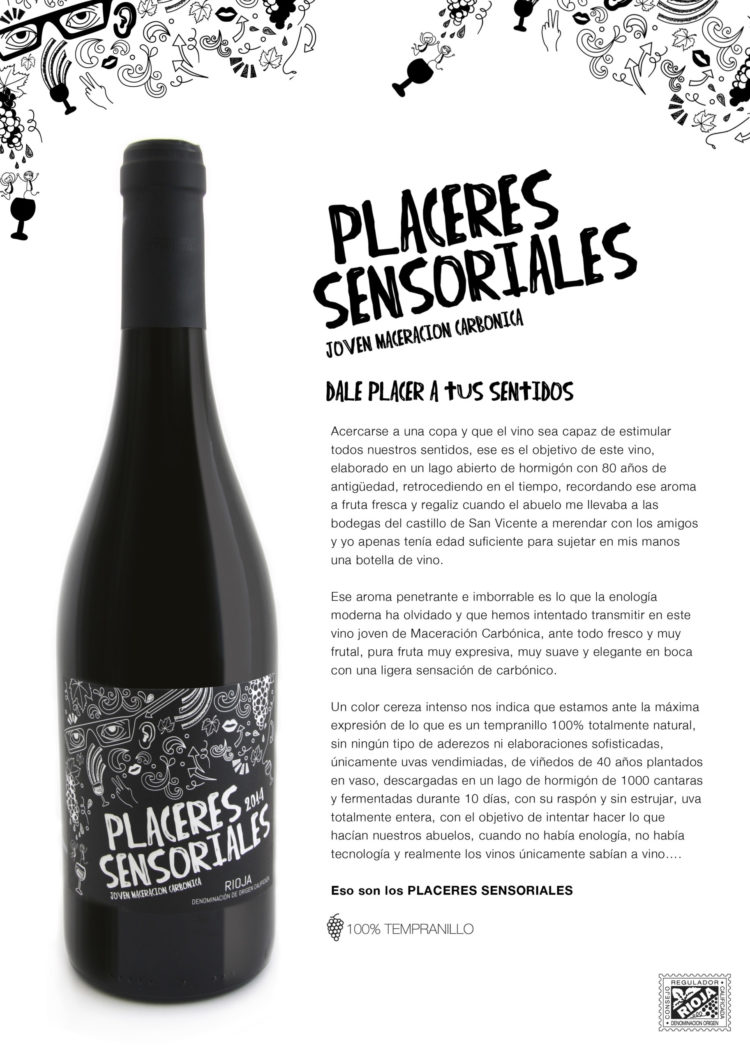 PLACERES
SENSORIALES
JOVEN MACERACION CARBONICA
DALE PLACER A TUS SENTIDOS
Acercarse a una copa y que el vino sea capaz de estimular
todos nuestros sentidos, ese es el objetivo de este vino,
elaborado en un lago abierto de hormigón con 80 años de
antigüedad, retrocediendo en el tiempo, recordando ese aroma
a fruta fresca y regaliz cuando el abuelo me llevaba a las
bodegas del castillo de San Vicente a merendar con los amigos
y yo apenas tenía edad suficiente para sujetar en mis manos
una botella de vino.
Ese aroma penetrante e imborrable es lo que la enología
moderna ha olvidado y que hemos intentado transmitir en este
vino joven de Maceración Carbónica, ante todo fresco y muy
frutal, pura fruta muy expresiva, muy suave y elegante en boca
con una ligera sensación de carbónico.
Un color cereza intenso nos indica que estamos ante la máxima
expresión de lo que es un tempranillo 100% totalmente natural,
sin ningún tipo de aderezos ni elaboraciones sofisticadas,
únicamente uvas vendimiadas, de viñedos de 40 años plantados
en vaso, descargadas en un lago de hormigón de 1000 cantaras
y fermentadas durante 10 días, con su raspón y sin estrujar, uva
totalmente entera, con el objetivo de intentar hacer lo que
hacían nuestros abuelos, cuando no había enología, no había
tecnología y realmente los vinos únicamente sabían a vino….
Eso son los PLACERES SENSORIALES
100% TEMPRANILLO
PLACERES 2014
SENSORIALES
JOVEN MACERACION CARBONICA
RIOJA
DENOMINACIÓN DE ORIGEN CALIFICADA
CONSEJO
REGULADOR
CALIFICADA
RIOJA
DENOMINACION ORIGEN